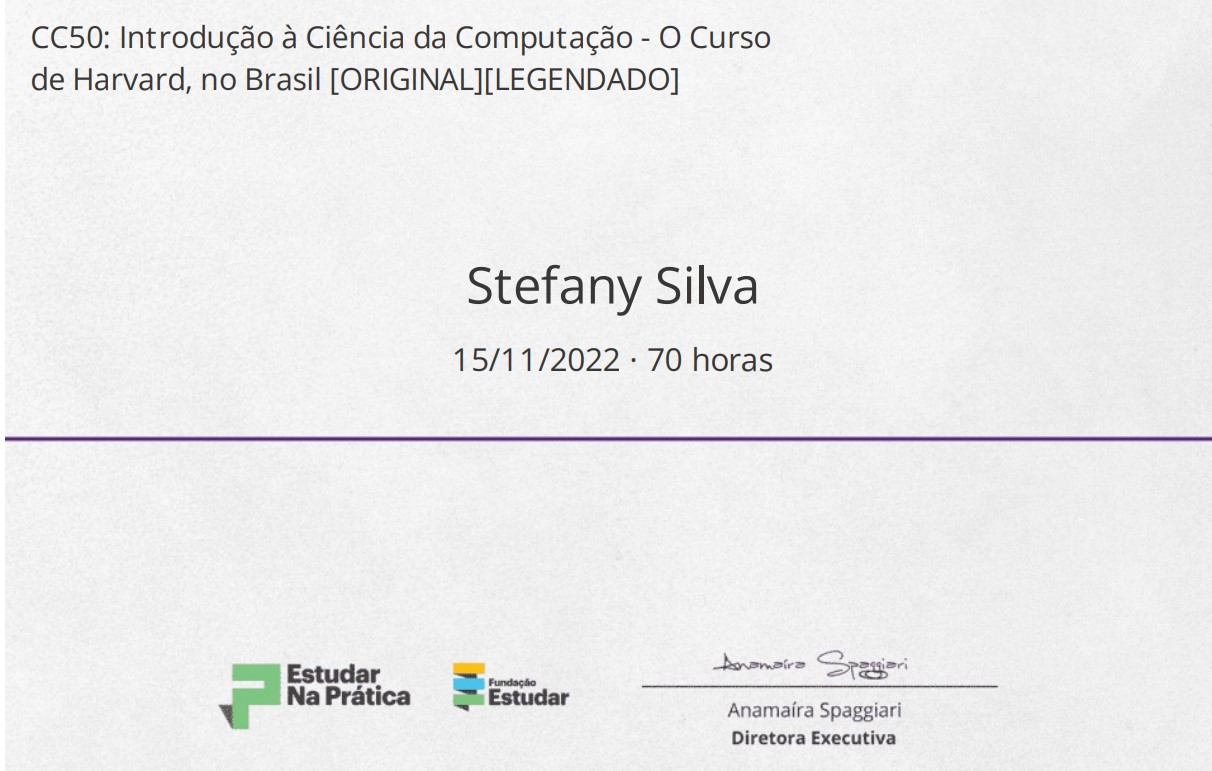 CC50: Introdução à Ciência da Computação - O Curso
de Harvard, no Brasil [ORIGINAL][LEGENDADO]
Stefany Silva
15/11/2022 · 70 horas
Estudar
Na Prática
Fundação
Estudar
Anamaíra Spaggiari
Anamaíra Spaggiari
Diretora Executiva